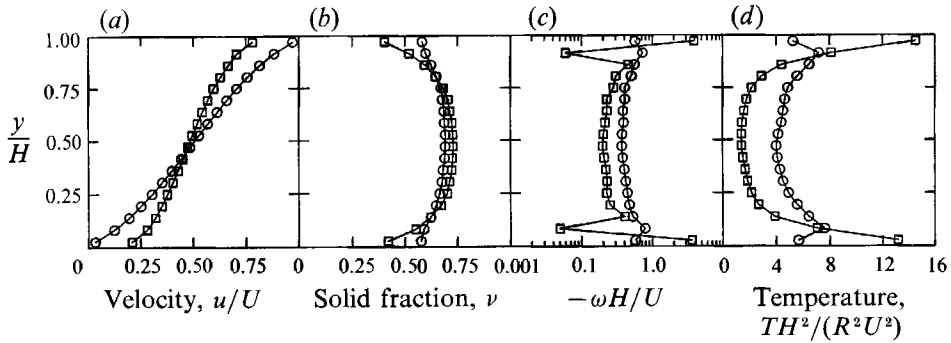 (a) (b) (c) (d)
1.00
0.75
y/H
0.50
0.25
0 0.25 0.50 0.75 0 0.25 0.50 0.75 0.001 0.1 1.0 0 4 8 12 16
Velocity, u/U Solid fraction, ν −ωH/U Temperature,
TH²/(R²U²)